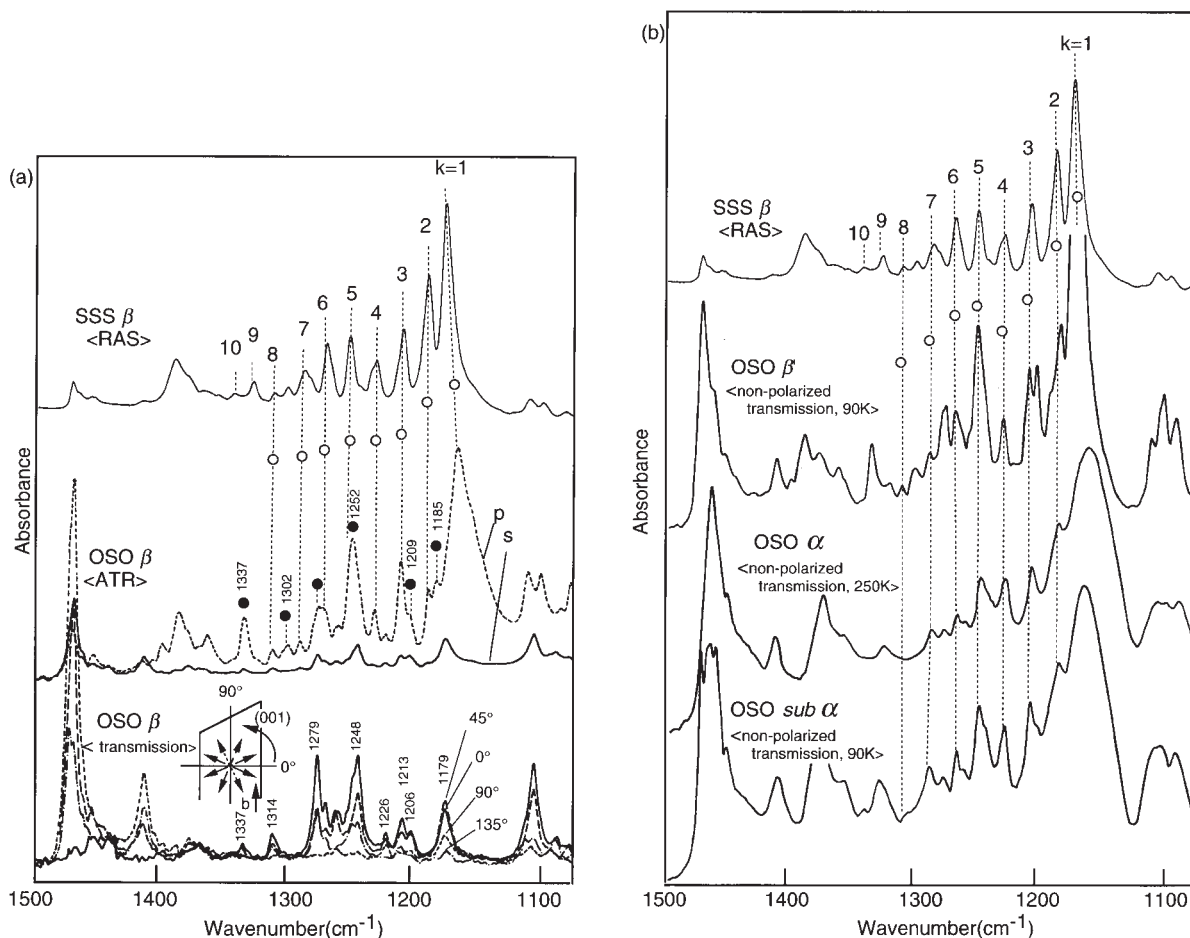 (a)
k=1
2
3
4
5
6
7
8
9
10
SSS β
<RAS>
Absorbance
OSO β
<ATR>
1337
1302
1252
1209
1185
p
s
OSO β
< transmission>
90°
(001)
0°
b
1337
1314
1279
1248
1226
1213
1206
1179
45°
0°
90°
135°
1500
1400
1300
1200
1100
Wavenumber(cm-1)
(b)
k=1
2
3
4
5
6
7
8
9
10
SSS β
<RAS>
Absorbance
OSO β'
<non-polarized
transmission, 90K>
OSO α
<non-polarized
transmission, 250K>
OSO sub α
<non-polarized
transmission, 90K>
1500
1400
1300
1200
1100
Wavenumber(cm-1)